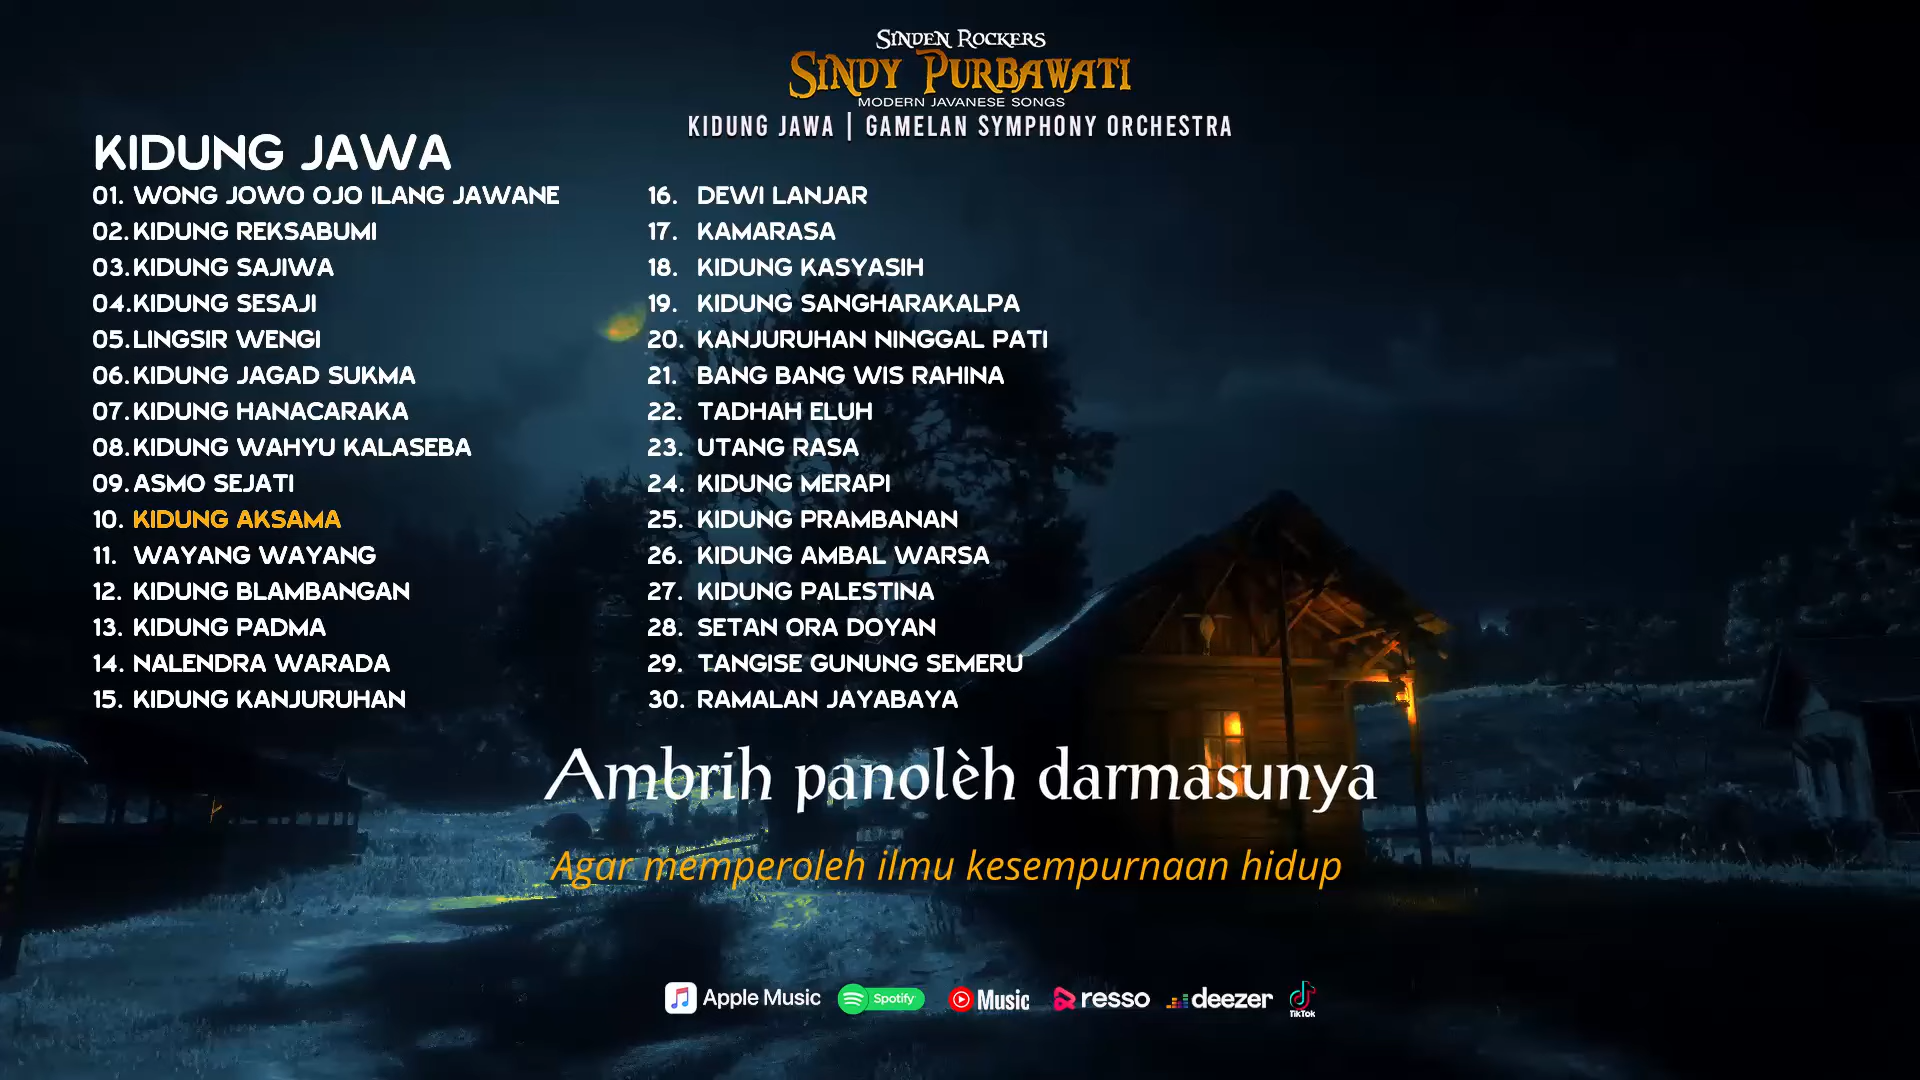 SINDEN ROCKERS
SINDY PURBAWATI
MODERN JAVANESE SONGS
KIDUNG JAWA | GAMELAN SYMPHONY ORCHESTRA
KIDUNG JAWA
01. WONG JOWO OJO ILANG JAWANE
02. KIDUNG REKSABUMI
03. KIDUNG SAJIWA
04. KIDUNG SESAJI
05. LINGSIR WENGI
06. KIDUNG JAGAD SUKMA
07. KIDUNG HANACARAKA
08. KIDUNG WAHYU KALASEBA
09. ASMO SEJATI
10. KIDUNG AKSAMA
11. WAYANG WAYANG
12. KIDUNG BLAMBANGAN
13. KIDUNG PADMA
14. NALENDRA WARADA
15. KIDUNG KANJURUHAN
16. DEWI LANJAR
17. KAMARASA
18. KIDUNG KASYASIH
19. KIDUNG SANGHARAKALPA
20. KANJURUHAN NINGGAL PATI
21. BANG BANG WIS RAHINA
22. TADHAH ELUH
23. UTANG RASA
24. KIDUNG MERAPI
25. KIDUNG PRAMBANAN
26. KIDUNG AMBAL WARSA
27. KIDUNG PALESTINA
28. SETAN ORA DOYAN
29. TANGISE GUNUNG SEMERU
30. RAMALAN JAYABAYA
Ambrih panolèh darmasunya
Agar memperoleh ilmu kesempurnaan hidup
Apple Music Spotify Music resso deezer TikTok